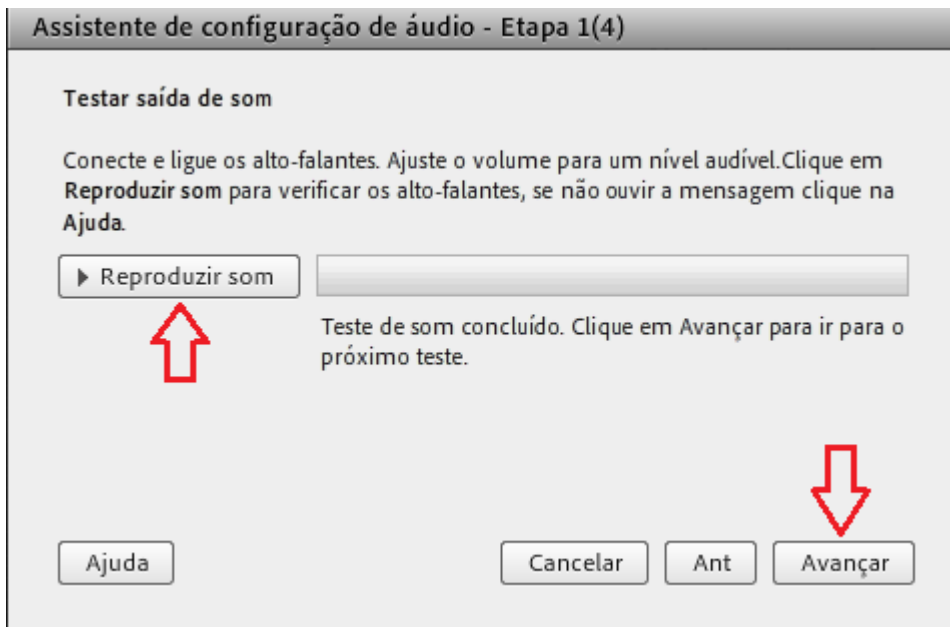 Assistente de configuração de áudio - Etapa 1(4)
Testar saída de som
Conecte e ligue os alto-falantes. Ajuste o volume para um nível audível.Clique em
Reproduzir som para verificar os alto-falantes, se não ouvir a mensagem clique na
Ajuda.
Reproduzir som
Teste de som concluído. Clique em Avançar para ir para o
próximo teste.
Ajuda Cancelar Ant Avançar